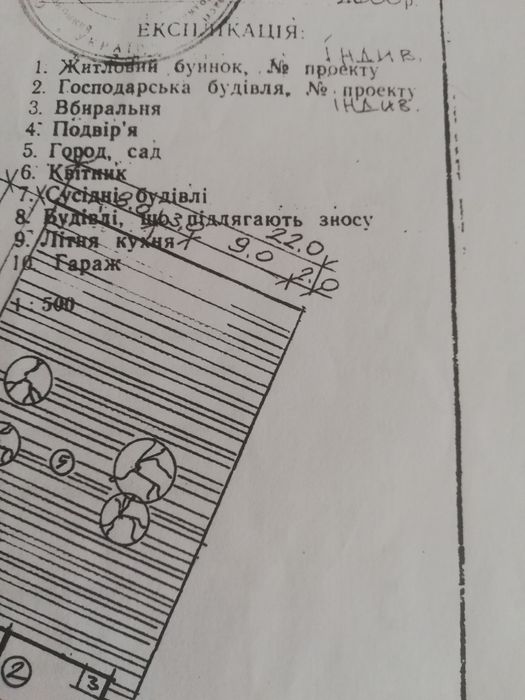 УКРАЇН
ЕКСПЛІКАЦІЯ:
1. Житловий буинок, № проекту ІНДИВ.
2. Господарська будівля, № проекту ІНДИВ.
3. Вбиральня
4. Подвір'я
5. Город, сад
6. Квітник
7. Сусідні будівлі
8. Будівлі, що підлягають зносу
9. Літня кухня
10. Гараж
22.0
9.0
2.0
1 : 500
5
2
3